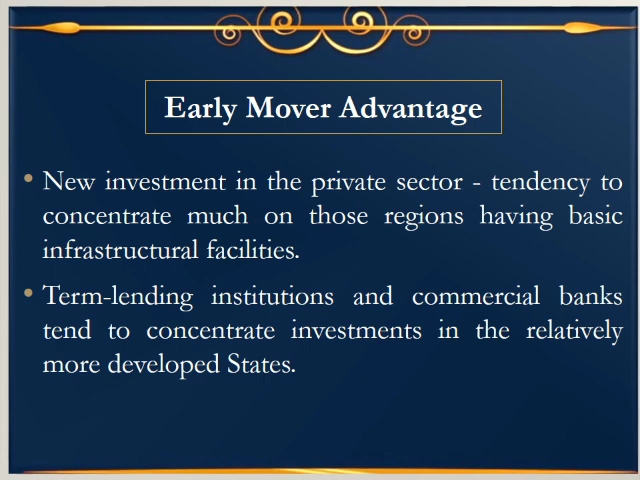 Early Mover Advantage
• New investment in the private sector - tendency to
concentrate much on those regions having basic
infrastructural facilities.
• Term-lending institutions and commercial banks
tend to concentrate investments in the relatively
more developed States.